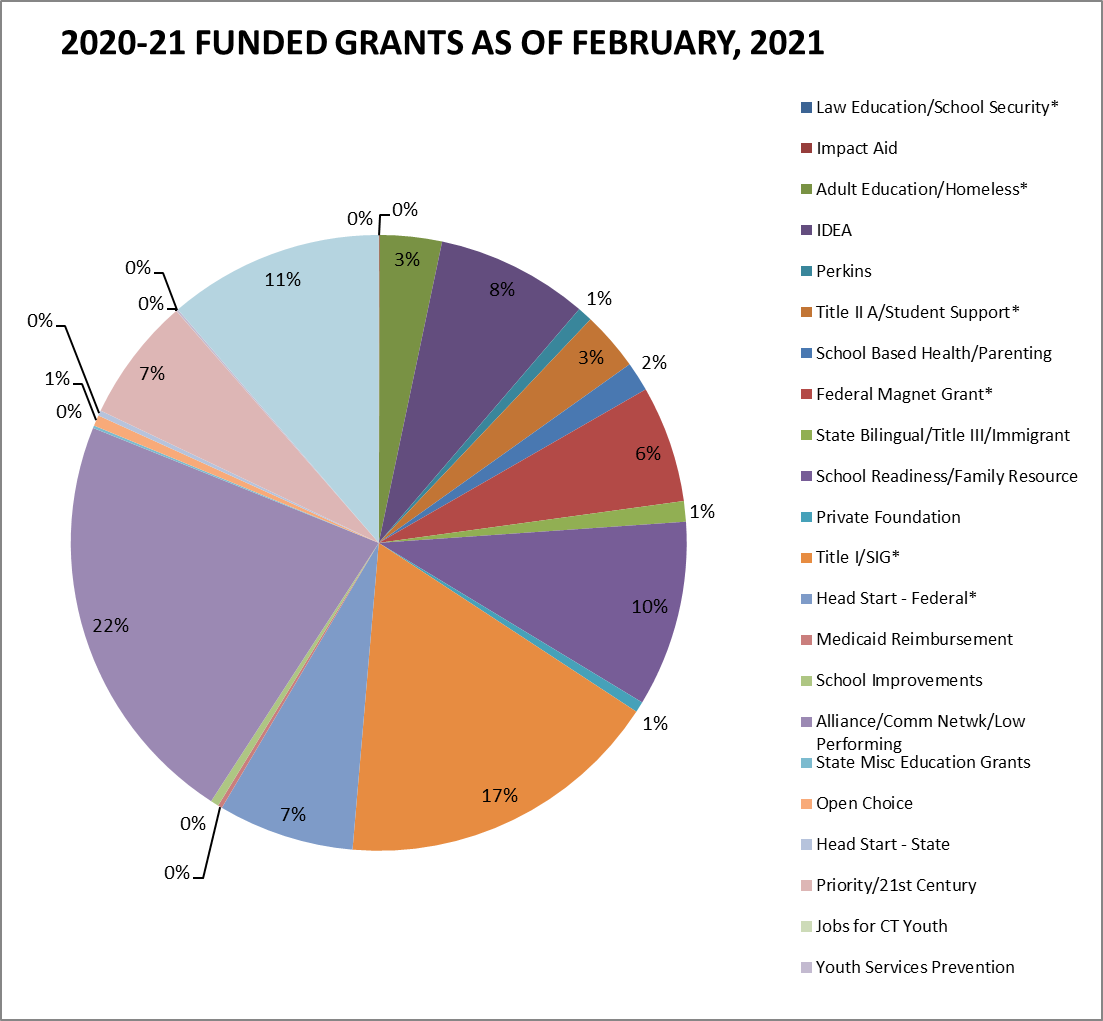 2020-21 FUNDED GRANTS AS OF FEBRUARY, 2021
Law Education/School Security*
Impact Aid
Adult Education/Homeless*
IDEA
Perkins
Title II A/Student Support*
School Based Health/Parenting
Federal Magnet Grant*
State Bilingual/Title III/Immigrant
School Readiness/Family Resource
Private Foundation
Title I/SIG*
Head Start - Federal*
Medicaid Reimbursement
School Improvements
Alliance/Comm Netwk/Low
Performing
State Misc Education Grants
Open Choice
Head Start - State
Priority/21st Century
Jobs for CT Youth
Youth Services Prevention
0%
0%
3%
8%
1%
3%
2%
6%
1%
10%
1%
17%
7%
0%
0%
22%
0%
1%
0%
7%
0%
0%
11%